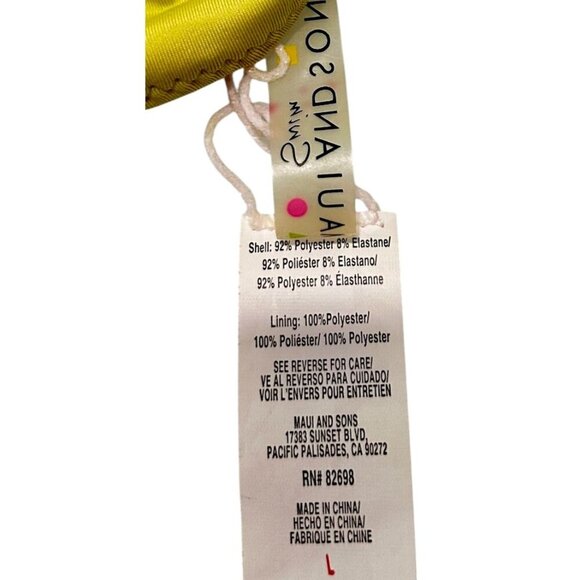 MAUI AND SONS
Swim
Shell: 92% Polyester 8% Elastane/
92% Poliéster 8% Elastano/
92% Polyester 8% Élasthanne
Lining: 100%Polyester/
100% Poliéster/ 100% Polyester
SEE REVERSE FOR CARE/
VE AL REVERSO PARA CUIDADO/
VOIR L'ENVERS POUR ENTRETIEN
MAUI AND SONS
17383 SUNSET BLVD,
PACIFIC PALISADES, CA 90272
RN# 82698
MADE IN CHINA/
HECHO EN CHINA/
FABRIQUE EN CHINE